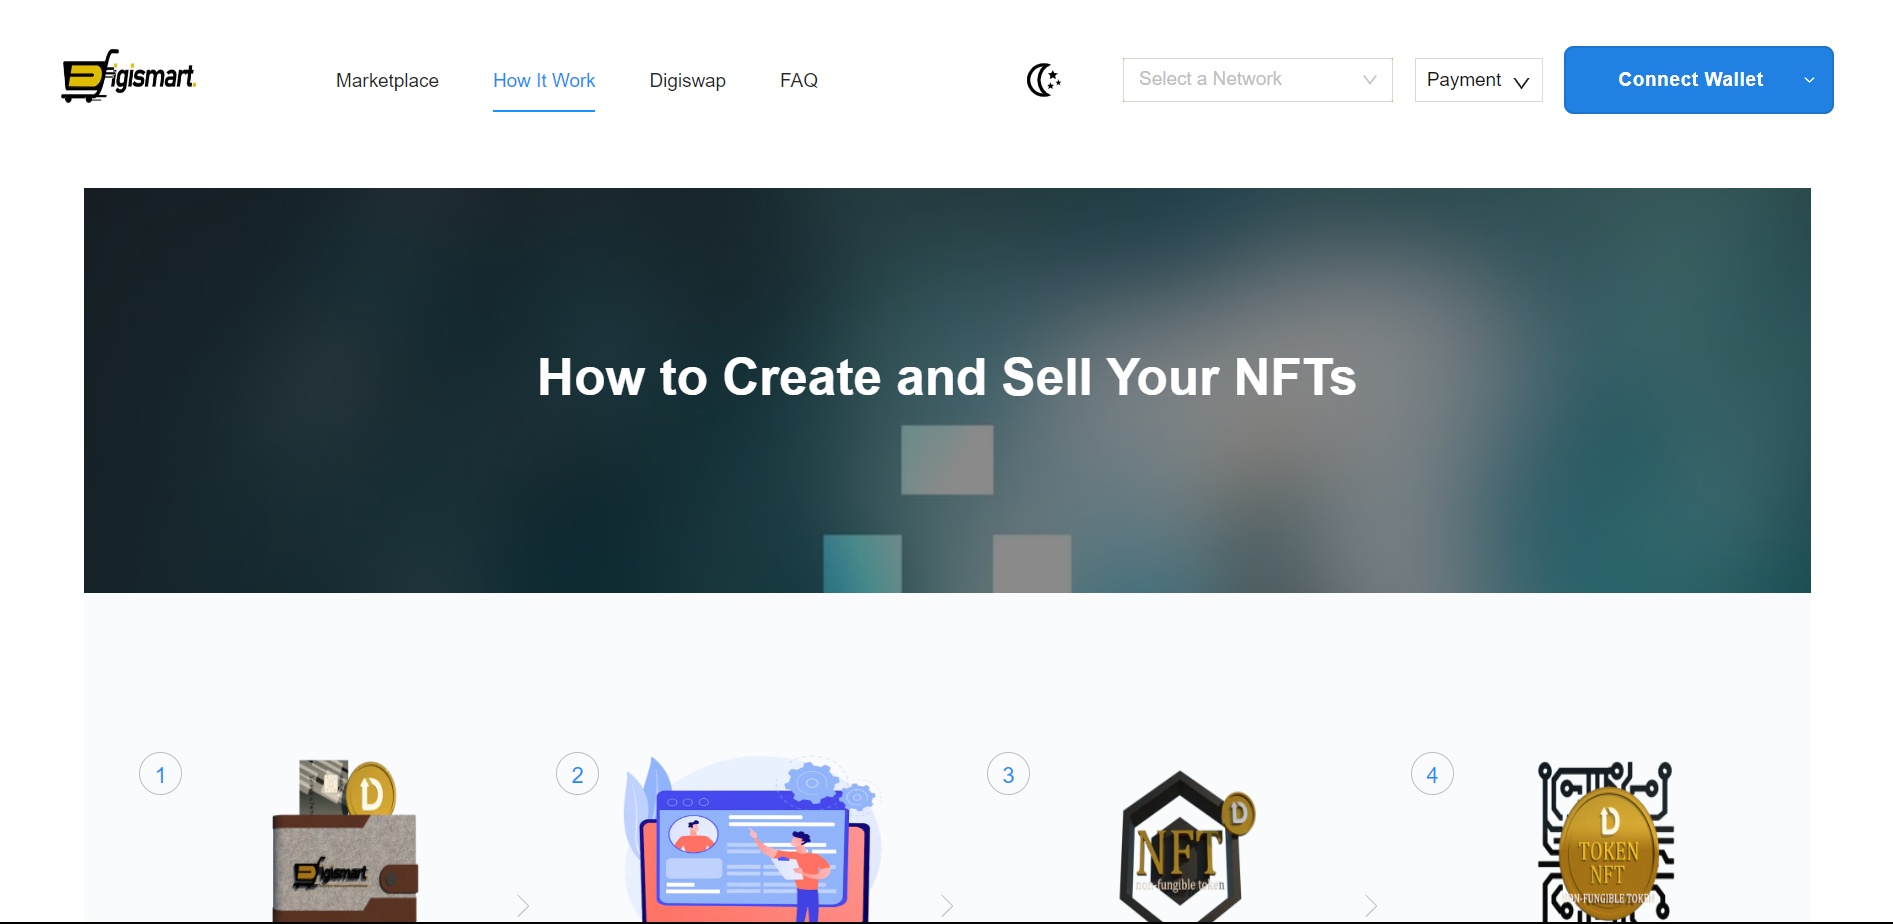 Digismart.
Marketplace
How It Work
Digiswap
FAQ
Select a Network
Payment
Connect Wallet
How to Create and Sell Your NFTs
1
2
3
4
D
Digismart
NFT
non-fungible token
D
D
TOKEN
NFT
NON-FUNGIBLE TOKEN